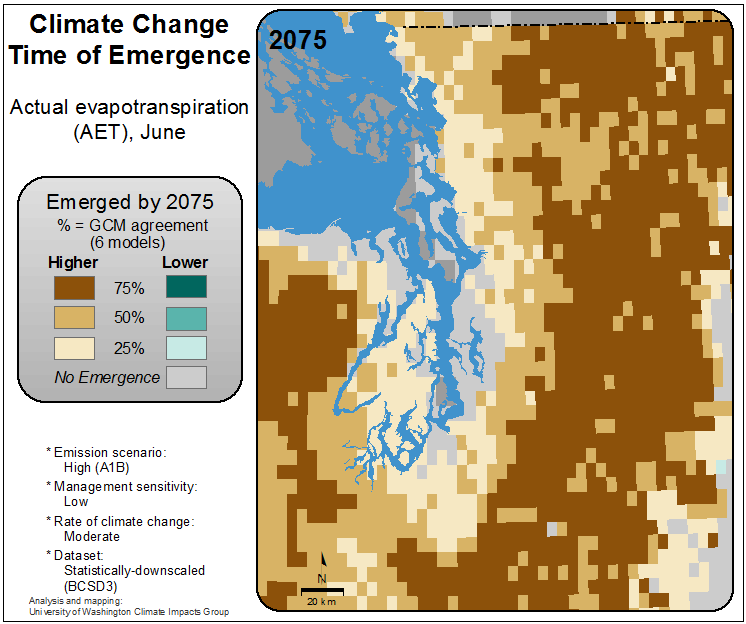 Climate Change
Time of Emergence
Actual evapotranspiration
(AET), June
Emerged by 2075
% = GCM agreement
(6 models)
Higher Lower
75%
50%
25%
No Emergence
* Emission scenario:
High (A1B)
* Management sensitivity:
Low
* Rate of climate change:
Moderate
* Dataset:
Statistically-downscaled
(BCSD3)
Analysis and mapping:
University of Washington Climate Impacts Group
2075
N
20 km